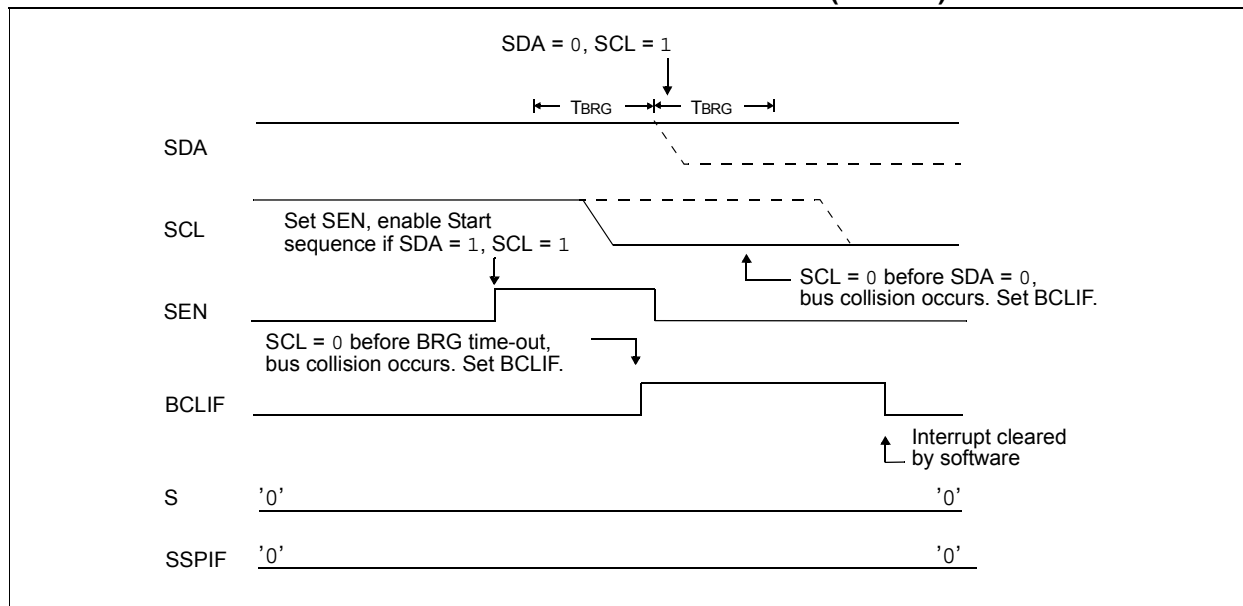 SDA = 0, SCL = 1
TBRG TBRG
SDA
SCL
Set SEN, enable Start
sequence if SDA = 1, SCL = 1
SCL = 0 before SDA = 0,
bus collision occurs. Set BCLIF.
SEN
SCL = 0 before BRG time-out,
bus collision occurs. Set BCLIF.
BCLIF
Interrupt cleared
by software
S '0' '0'
SSPIF '0' '0'